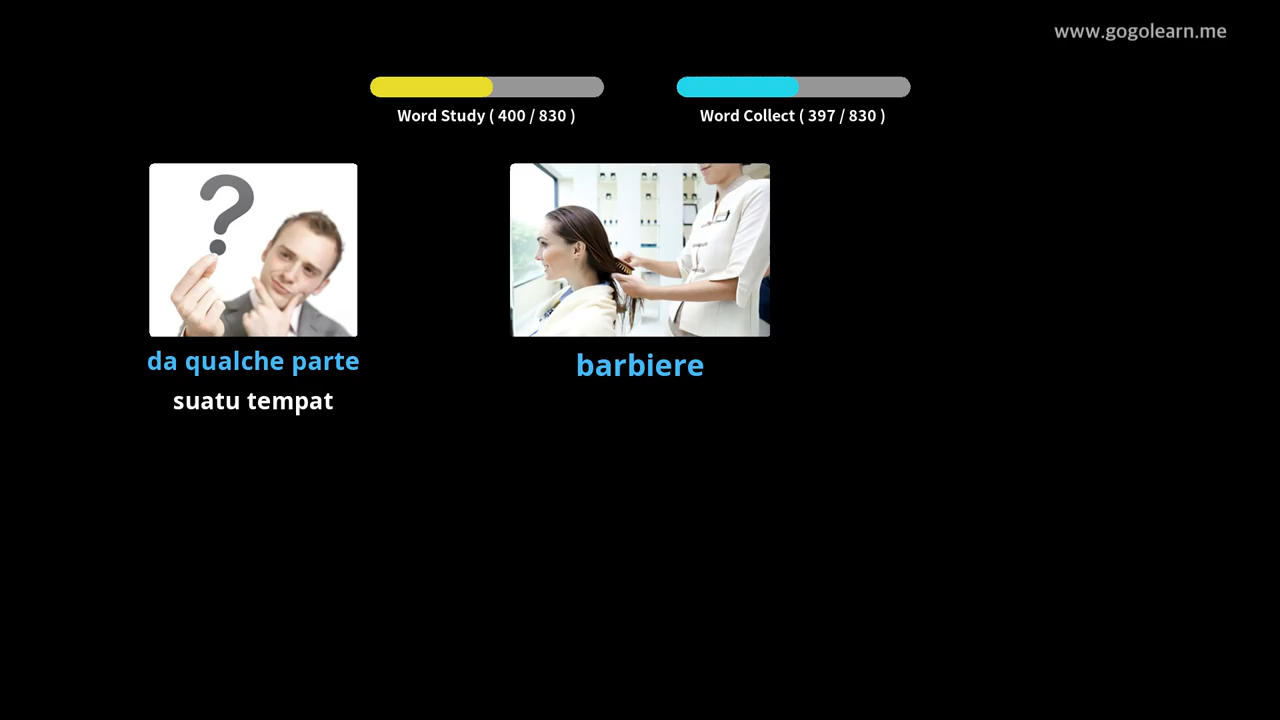 www.gogolearn.me
Word Study ( 400 / 830 )
Word Collect ( 397 / 830 )
da qualche parte
suatu tempat
barbiere